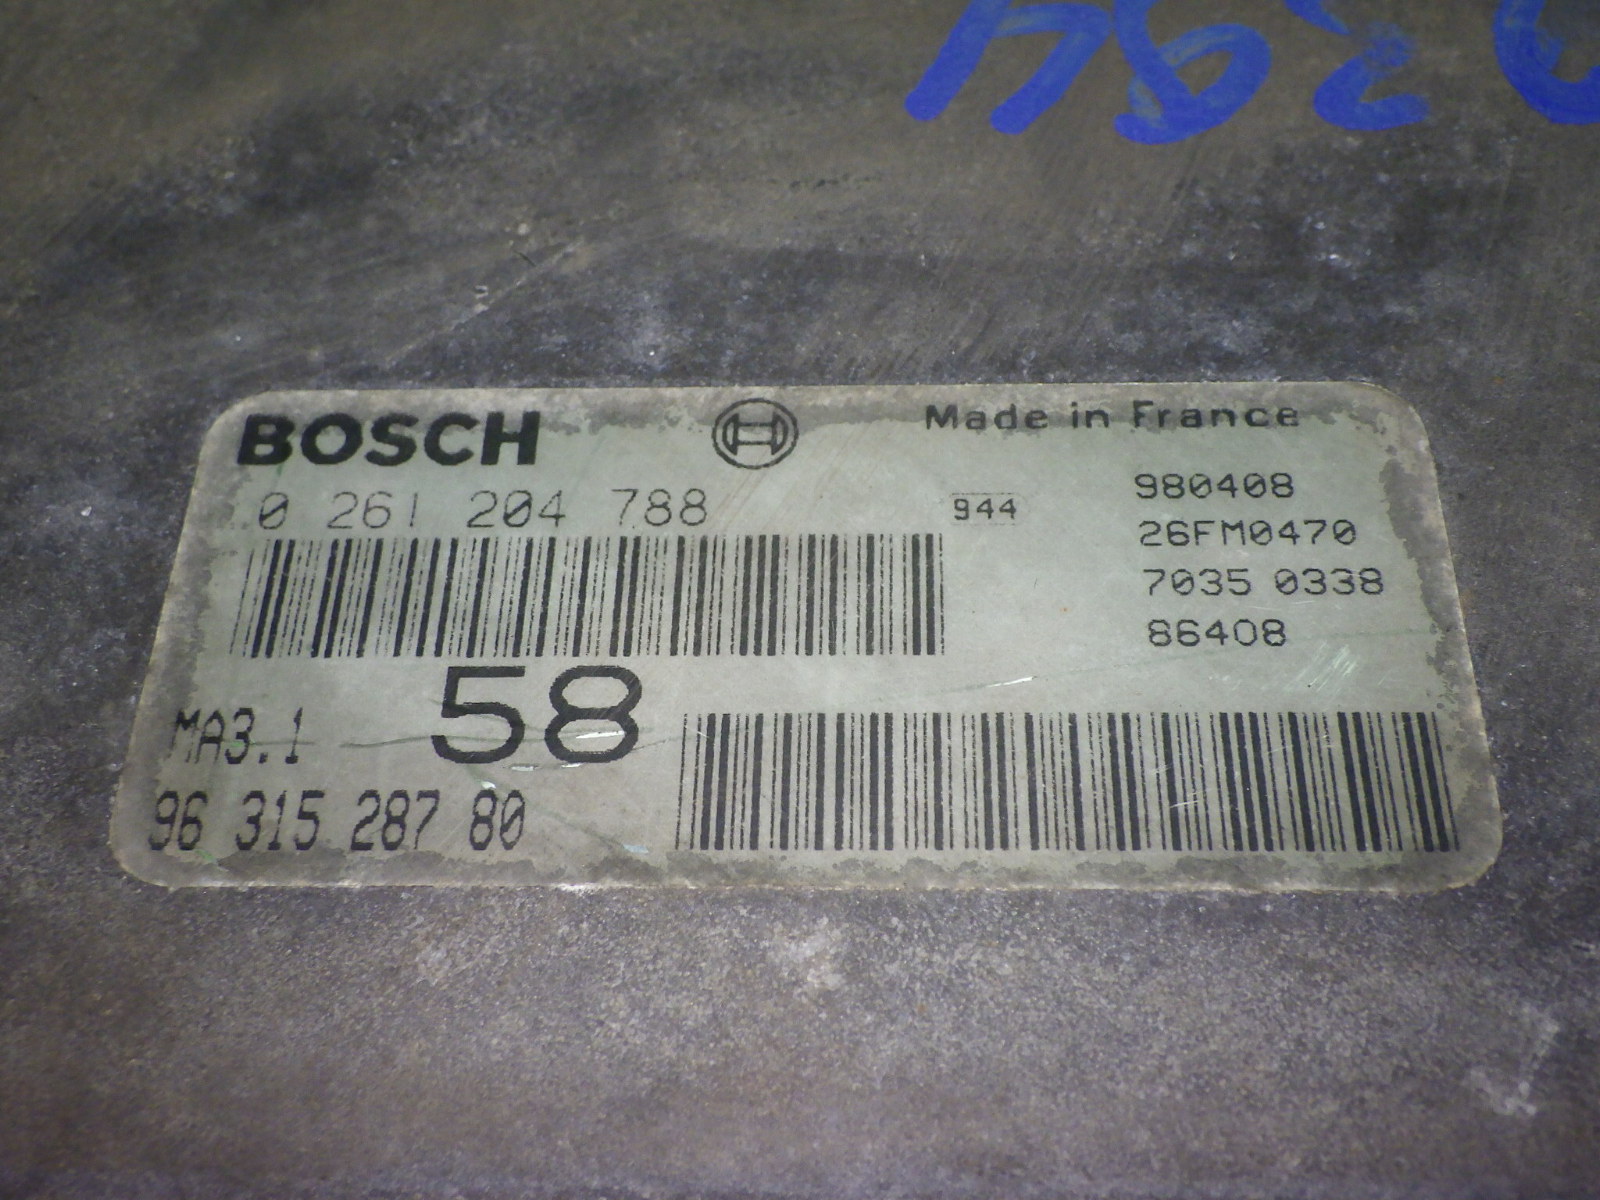 BOSCH Made in France
0 261 204 788 944 980408
26FM0470
7035 0338
86408
MA3.1 58
96 315 287 80